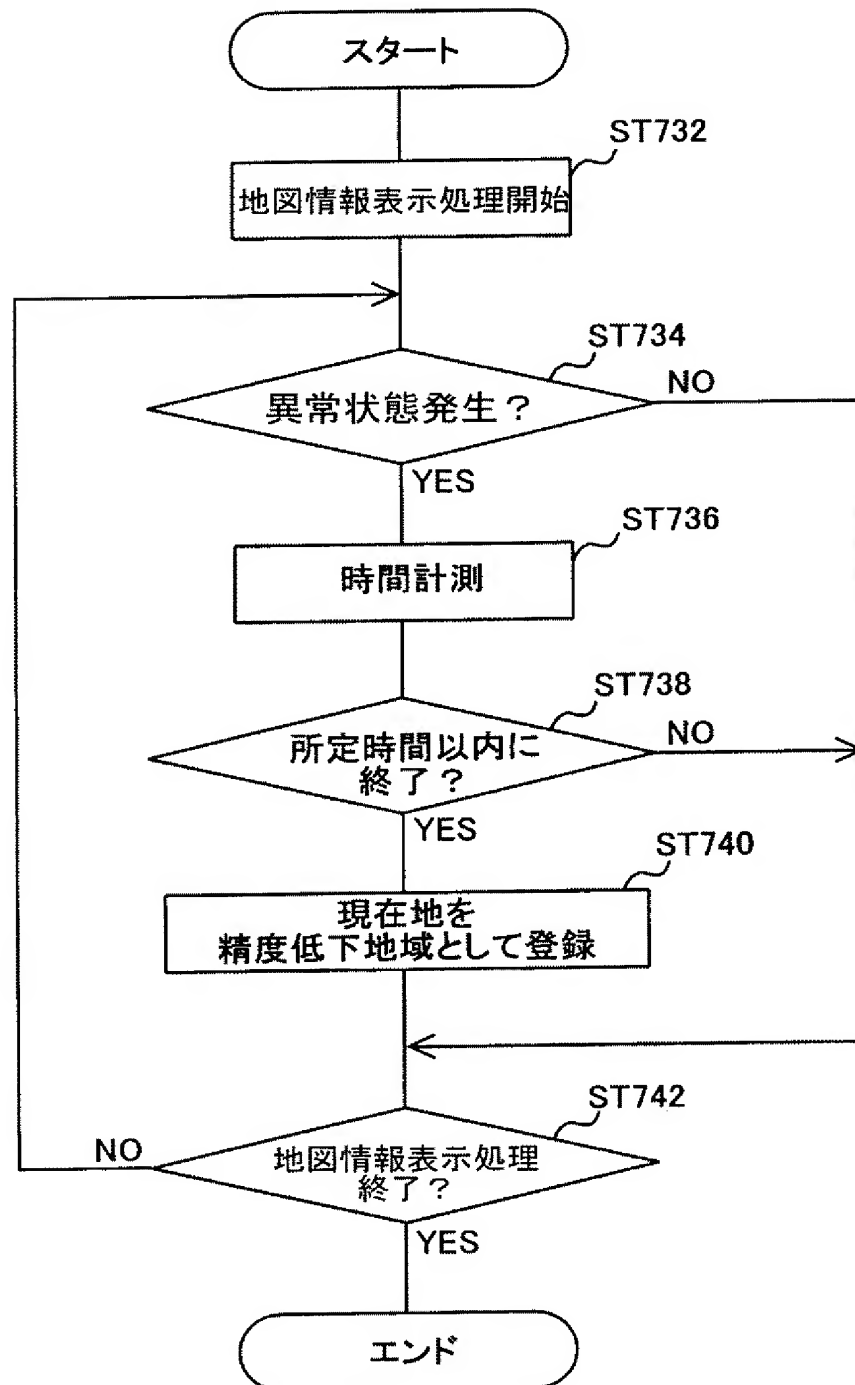 スタート
ST732
地図情報表示処理開始
ST734
異常状態発生?
NO
YES
ST736
時間計測
ST738
所定時間以内に
終了?
NO
YES
ST740
現在地を
精度低下地域として登録
ST742
地図情報表示処理
終了?
NO
YES
エンド